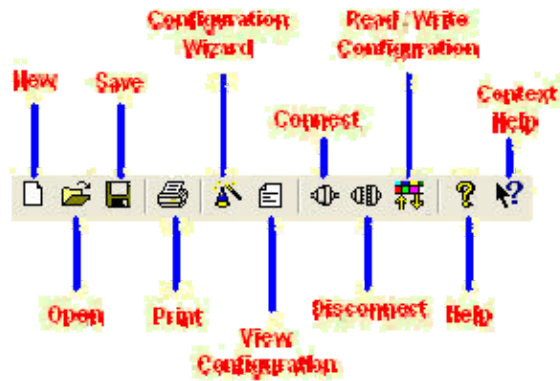 Configuration
Wizard
Read / Write
Configuration
New
Save
Connect
Context
Help
Open
Print
View
Configuration
Disconnect
Help